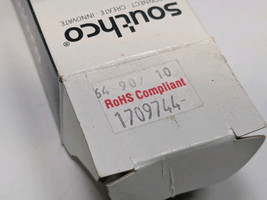 CONNECT CREATE INNOVATE
southco®
64 90/ 10
RoHS Compliant
1709744-